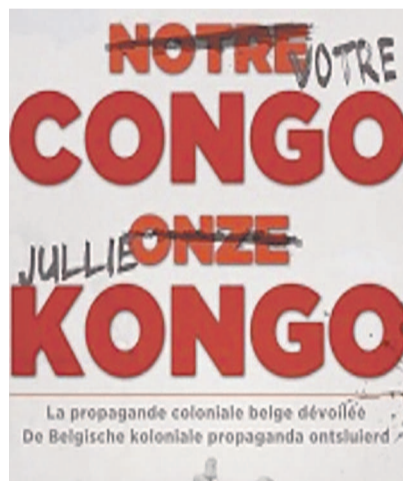 NOTRE VOTRE
CONGO
JULLIE ONZE
KONGO
La propagande coloniale belge dévoilée
De Belgische koloniale propaganda ontsluierd